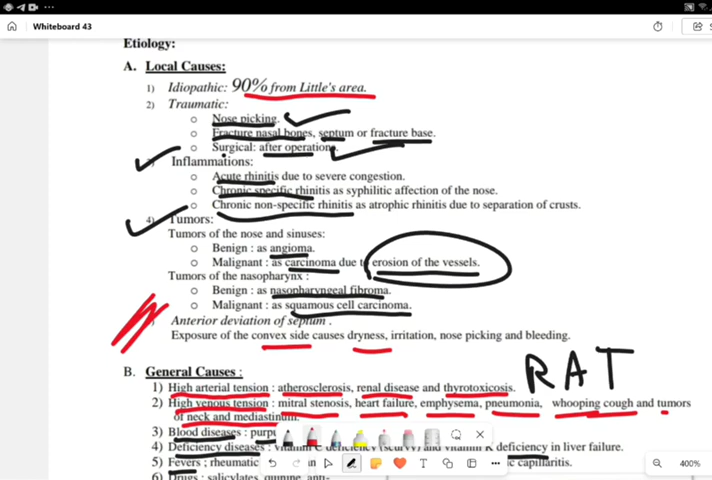 Whiteboard 43
Etiology:
A. Local Causes:
1) Idiopathic: 90% from Little's area.
2) Traumatic:
o Nose picking.
o Fracture nasal bones, septum or fracture base.
o Surgical: after operation.
Inflammations:
o Acute rhinitis due to severe congestion.
o Chronic specific rhinitis as syphilitic affection of the nose.
o Chronic non-specific rhinitis as atrophic rhinitis due to separation of crusts.
4) Tumors:
Tumors of the nose and sinuses:
o Benign : as angioma.
o Malignant : as carcinoma due to erosion of the vessels.
Tumors of the nasopharynx :
o Benign : as nasopharyngeal fibroma.
o Malignant : as squamous cell carcinoma.
Anterior deviation of septum .
Exposure of the convex side causes dryness, irritation, nose picking and bleeding.
B. General Causes :
RAT
1) High arterial tension : atherosclerosis, renal disease and thyrotoxicosis.
2) High venous tension : mitral stenosis, heart failure, emphysema, pneumonia, whooping cough and tumors
of neck and mediastinum.
3) Blood diseases :
4) Deficiency diseases : deficiency in liver failure.
5) Fevers : rheumatic capillaritis.
6) Drugs : salicylates, quinine, anti-
400%